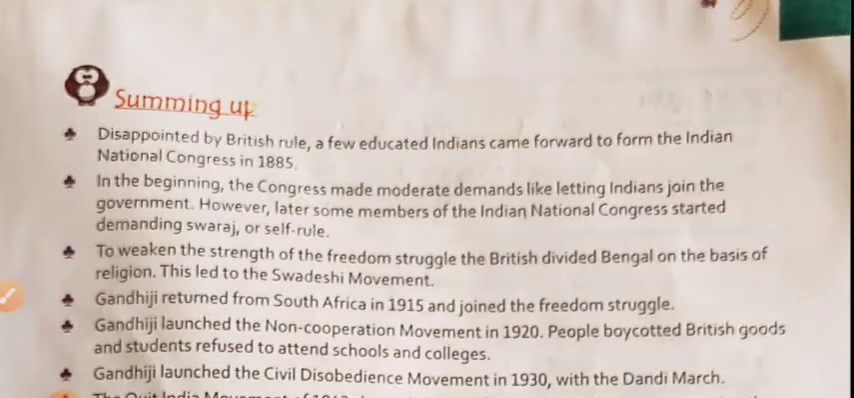 Summing up
Disappointed by British rule, a few educated Indians came forward to form the Indian
National Congress in 1885.
In the beginning, the Congress made moderate demands like letting Indians join the
government. However, later some members of the Indian National Congress started
demanding swaraj, or self-rule.
To weaken the strength of the freedom struggle the British divided Bengal on the basis of
religion. This led to the Swadeshi Movement.
Gandhiji returned from South Africa in 1915 and joined the freedom struggle.
Gandhiji launched the Non-cooperation Movement in 1920. People boycotted British goods
and students refused to attend schools and colleges.
Gandhiji launched the Civil Disobedience Movement in 1930, with the Dandi March.
The Quit India Movement of 1942